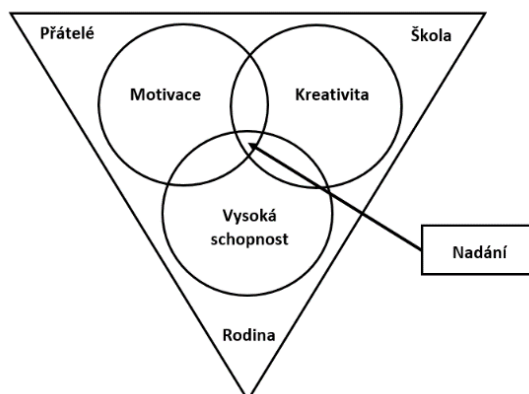 Přátelé
Škola
Motivace
Kreativita
Vysoká
schopnost
Nadání
Rodina